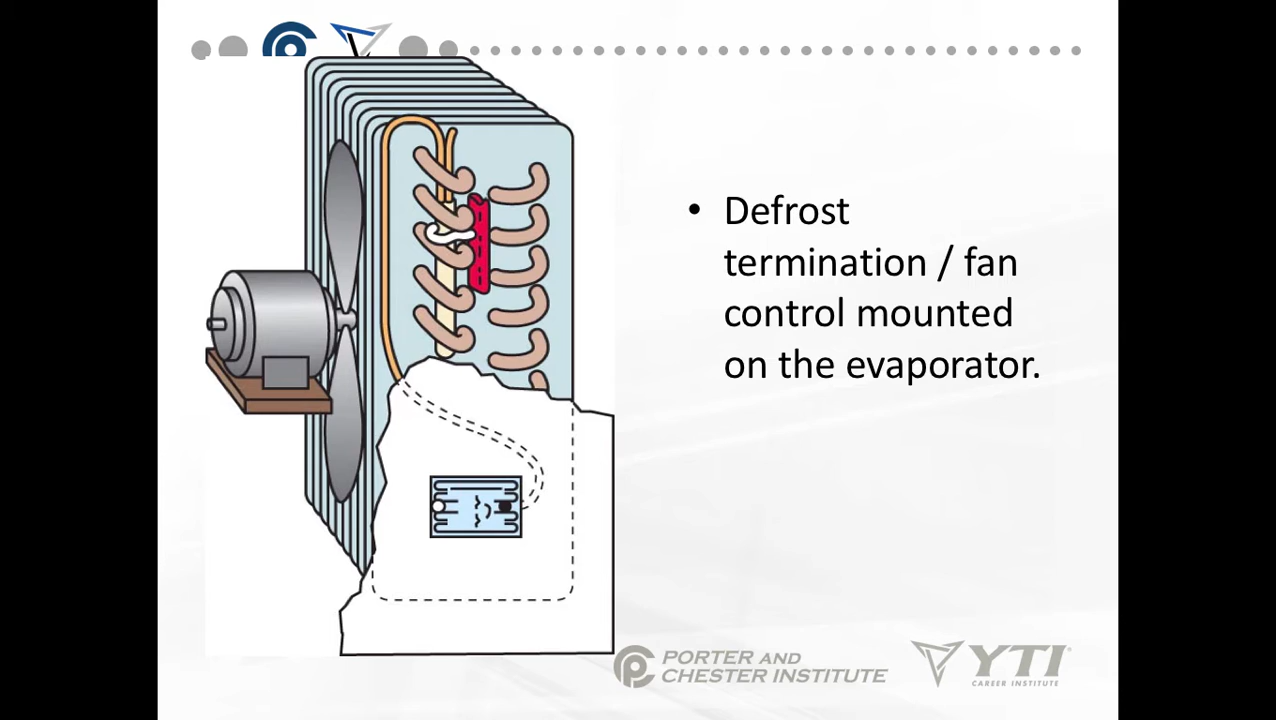 • Defrost
termination / fan
control mounted
on the evaporator.
PORTER AND
CHESTER INSTITUTE
YTI
CAREER INSTITUTE